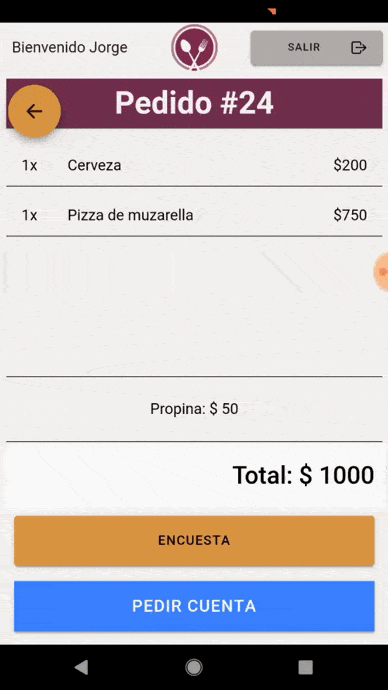 Bienvenido Jorge
SALIR
Pedido #24
1x Cerveza $200
1x Pizza de muzarella $750
Propina: $ 50
Total: $ 1000
ENCUESTA
PEDIR CUENTA